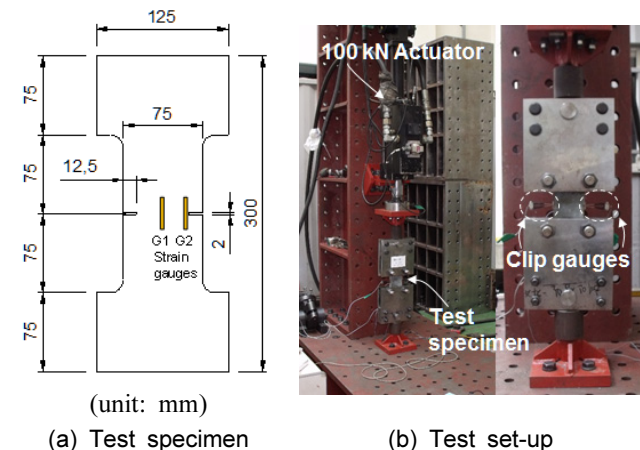 125
75
75
12,5
75
75
75
300
2
G1 G2
Strain
gauges
(unit: mm)
(a) Test specimen
100 kN Actuator
Clip gauges
Test
specimen
(b) Test set-up